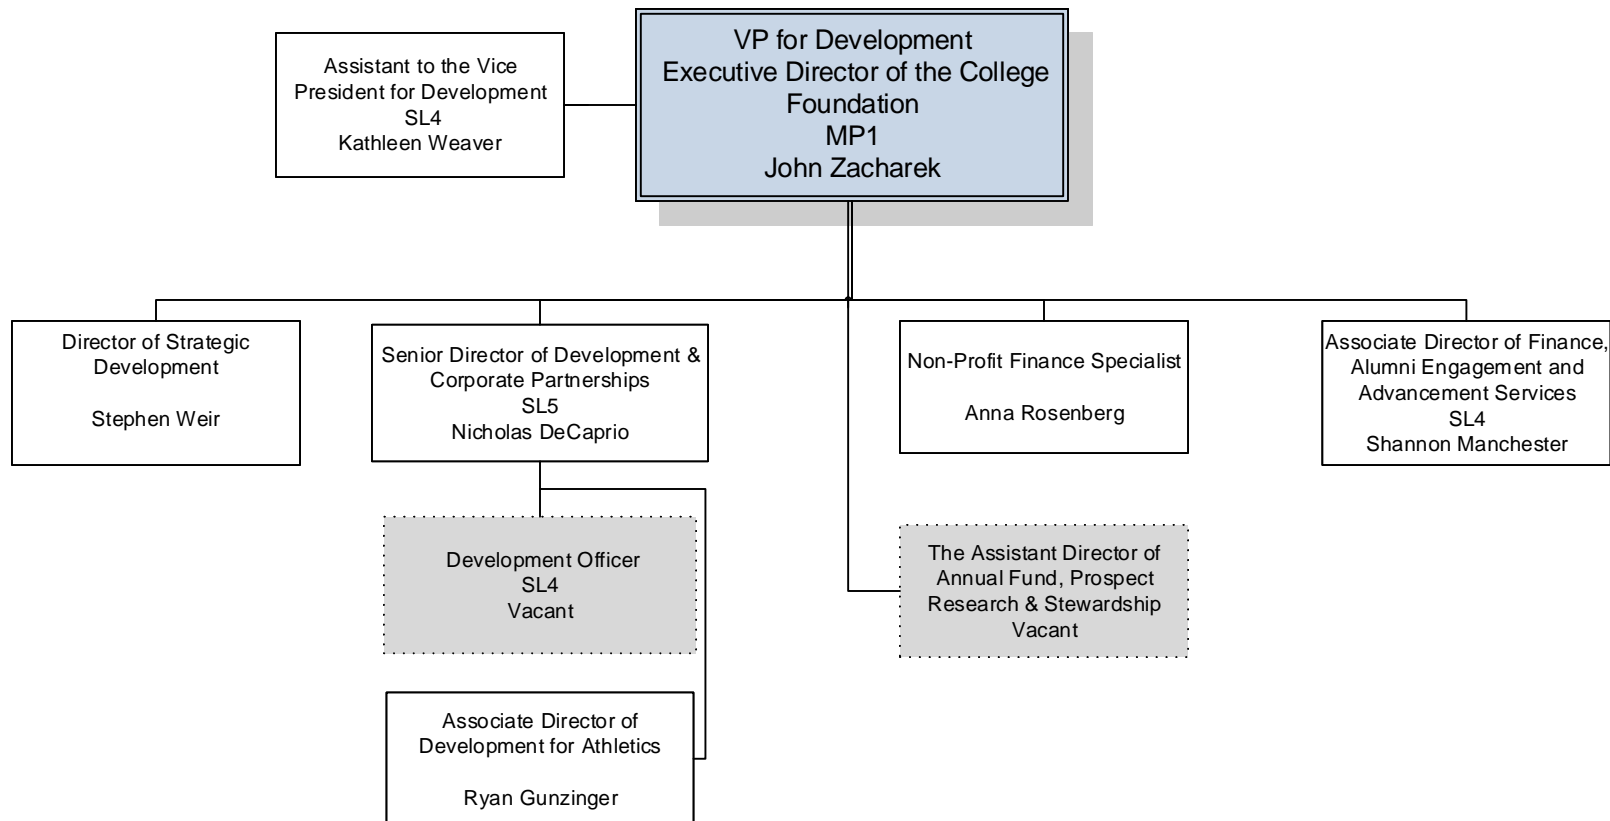 VP for Development
Executive Director of the College
Foundation
MP1
John Zacharek
Assistant to the Vice
President for Development
SL4
Kathleen Weaver
Director of Strategic
Development
Stephen Weir
Senior Director of Development &
Corporate Partnerships
SL5
Nicholas DeCaprio
Non-Profit Finance Specialist
Anna Rosenberg
Associate Director of Finance,
Alumni Engagement and
Advancement Services
SL4
Shannon Manchester
Development Officer
SL4
Vacant
The Assistant Director of
Annual Fund, Prospect
Research & Stewardship
Vacant
Associate Director of
Development for Athletics
Ryan Gunzinger